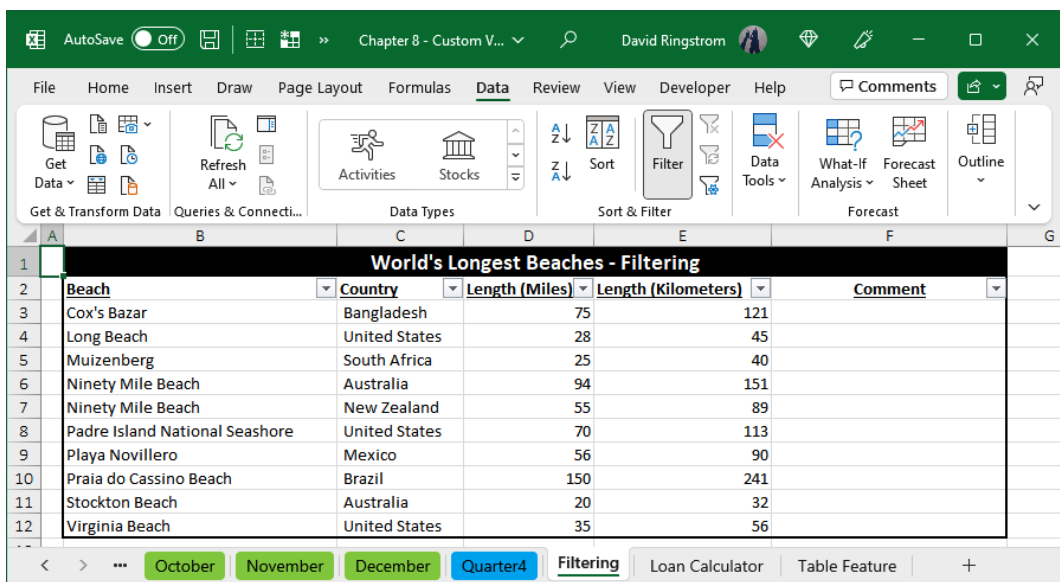 AutoSave Off » Chapter 8 - Custom V... David Ringstrom
File Home Insert Draw Page Layout Formulas Data Review View Developer Help Comments
Get Data Refresh All Activities Stocks Sort Filter Data Tools What-If Analysis Forecast Sheet Outline
Get & Transform Data Queries & Connecti... Data Types Sort & Filter Forecast
A B C D E F G
1 World's Longest Beaches - Filtering
2 Beach Country Length (Miles) Length (Kilometers) Comment
3 Cox's Bazar Bangladesh 75 121
4 Long Beach United States 28 45
5 Muizenberg South Africa 25 40
6 Ninety Mile Beach Australia 94 151
7 Ninety Mile Beach New Zealand 55 89
8 Padre Island National Seashore United States 70 113
9 Playa Novillero Mexico 56 90
10 Praia do Cassino Beach Brazil 150 241
11 Stockton Beach Australia 20 32
12 Virginia Beach United States 35 56
< > ... October November December Quarter4 Filtering Loan Calculator Table Feature +